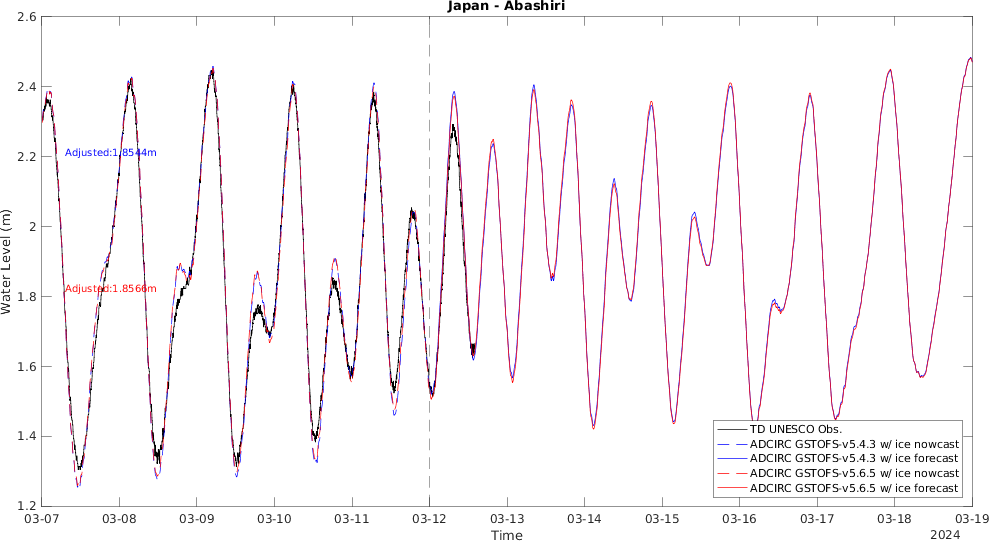 Japan - Abashiri
2.6
2.4
2.2
2
1.8
1.6
1.4
1.2
Water Level (m)
Adjusted:1.8544m
Adjusted:1.8566m
TD UNESCO Obs.
ADCIRC GSTOFS-v5.4.3 w/ ice nowcast
ADCIRC GSTOFS-v5.4.3 w/ ice forecast
ADCIRC GSTOFS-v5.6.5 w/ ice nowcast
ADCIRC GSTOFS-v5.6.5 w/ ice forecast
03-07 03-08 03-09 03-10 03-11 03-12 03-13 03-14 03-15 03-16 03-17 03-18 03-19
Time
2024